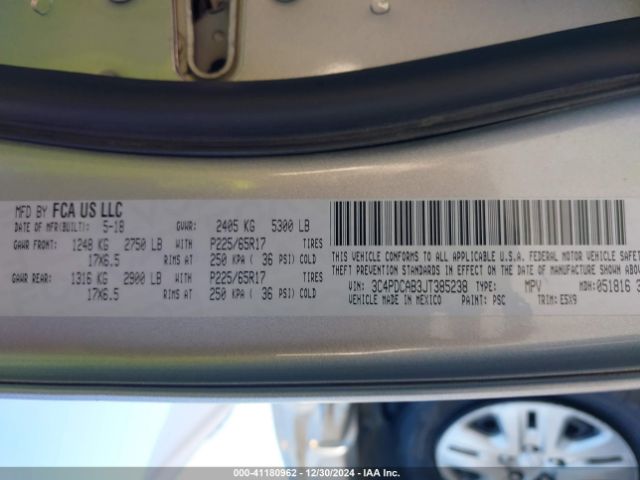 MFD BY FCA US LLC
DATE OF MFR(BUILT): 5-18 GVWR: 2405 KG 5300 LB
GAWR FRONT: 1248 KG 2750 LB WITH P225/65R17 TIRES
17X6.5 RIMS AT 250 KPA ( 36 PSI) COLD
GAWR REAR: 1316 KG 2900 LB WITH P225/65R17 TIRES
17X6.5 RIMS AT 250 KPA ( 36 PSI) COLD
THIS VEHICLE CONFORMS TO ALL APPLICABLE U.S.A. FEDERAL MOTOR VEHICLE SAFETY
THEFT PREVENTION STANDARDS IN EFFECT ON THE DATE OF MANUFACTURE SHOWN
VIN: 3C4PDCAB3JT385238 TYPE: MPV MDH: 051816
VEHICLE MADE IN MEXICO PAINT: PSC TRIM: E5X9
000-41180962 • 12/30/2024 - IAA Inc.